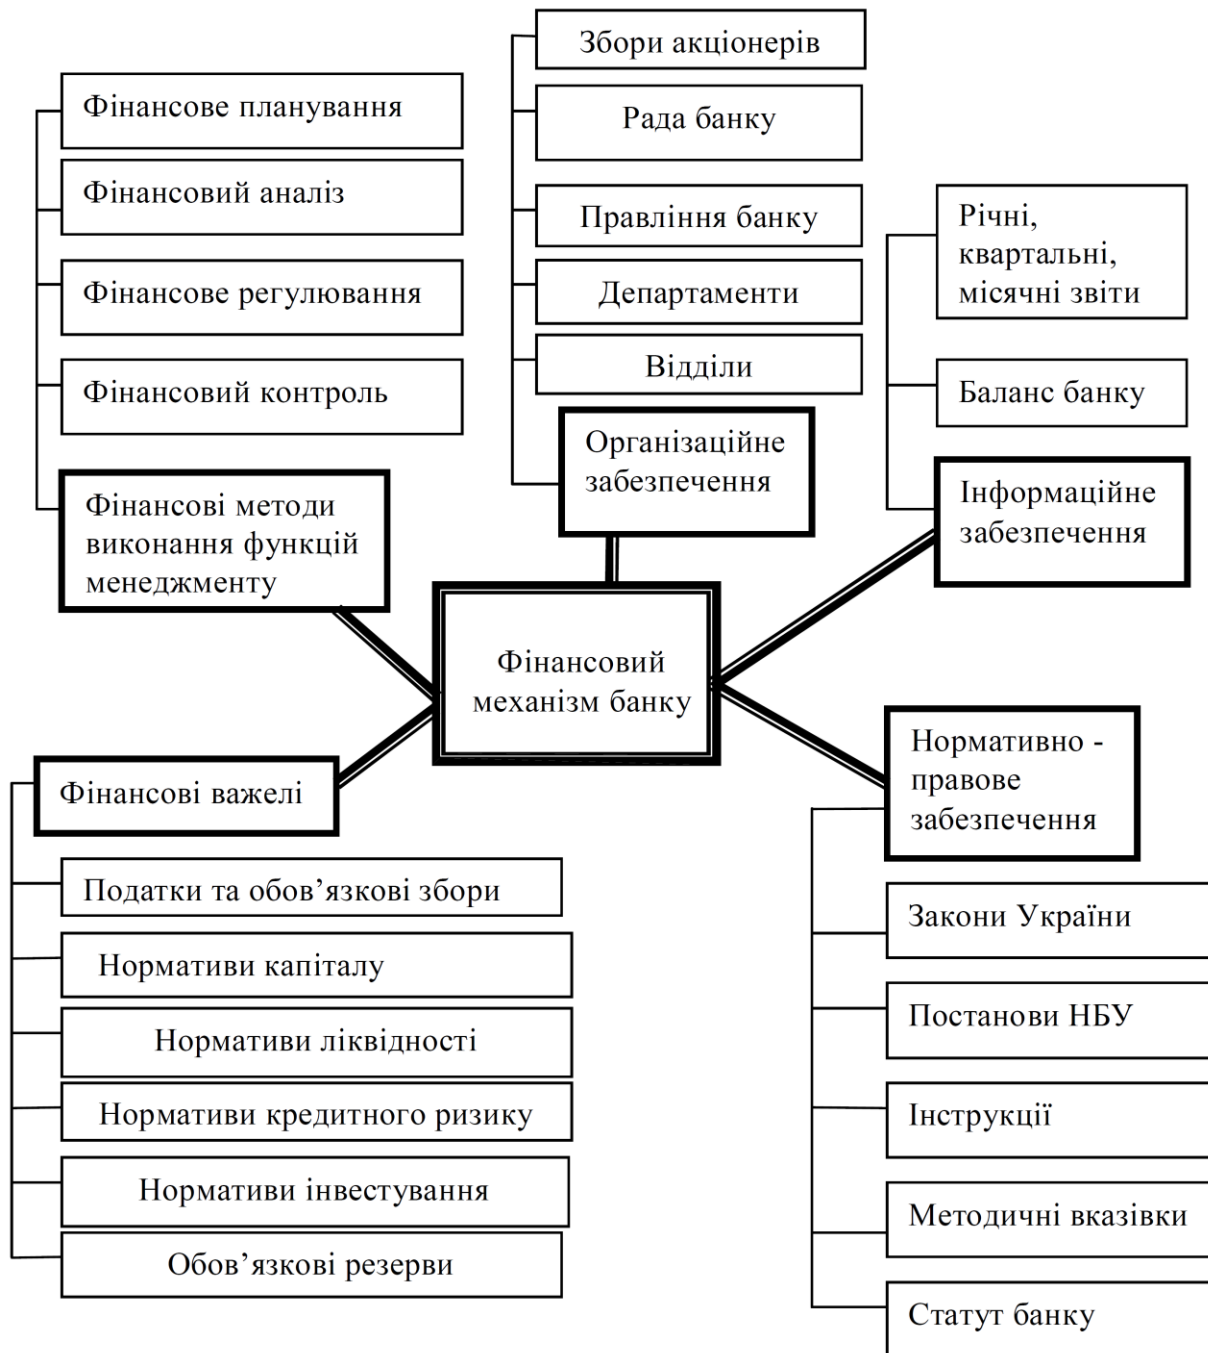 Збори акціонерів
Рада банку
Правління банку
Департаменти
Відділи
Організаційне
забезпечення
Фінансове планування
Фінансовий аналіз
Фінансове регулювання
Фінансовий контроль
Фінансові методи
виконання функцій
менеджменту
Річні,
квартальні,
місячні звіти
Баланс банку
Інформаційне
забезпечення
Фінансовий
механізм банку
Фінансові важелі
Податки та обов’язкові збори
Нормативи капіталу
Нормативи ліквідності
Нормативи кредитного ризику
Нормативи інвестування
Обов’язкові резерви
Нормативно -
правове
забезпечення
Закони України
Постанови НБУ
Інструкції
Методичні вказівки
Статут банку